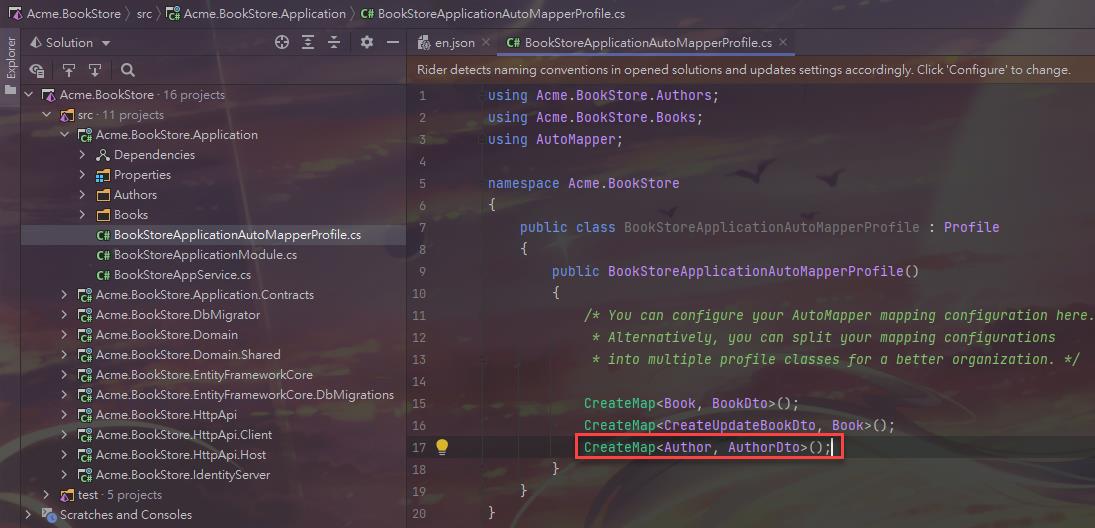 Acme.BookStore 〉 src 〉 Acme.BookStore.Application 〉 BookStoreApplicationAutoMapperProfile.cs
Explorer
Solution
en.json
BookStoreApplicationAutoMapperProfile.cs
Rider detects naming conventions in opened solutions and updates settings accordingly. Click 'Configure' to change.
Acme.BookStore · 16 projects
src · 11 projects
Acme.BookStore.Application
Dependencies
Properties
Authors
Books
BookStoreApplicationAutoMapperProfile.cs
BookStoreApplicationModule.cs
BookStoreAppService.cs
Acme.BookStore.Application.Contracts
Acme.BookStore.DbMigrator
Acme.BookStore.Domain
Acme.BookStore.Domain.Shared
Acme.BookStore.EntityFrameworkCore
Acme.BookStore.EntityFrameworkCore.DbMigrations
Acme.BookStore.HttpApi
Acme.BookStore.HttpApi.Client
Acme.BookStore.HttpApi.Host
Acme.BookStore.IdentityServer
test · 5 projects
Scratches and Consoles
1 using Acme.BookStore.Authors;
2 using Acme.BookStore.Books;
3 using AutoMapper;
4
5 namespace Acme.BookStore
6 {
7 public class BookStoreApplicationAutoMapperProfile : Profile
8 {
9 public BookStoreApplicationAutoMapperProfile()
10 {
11 /* You can configure your AutoMapper mapping configuration here.
12 * Alternatively, you can split your mapping configurations
13 * into multiple profile classes for a better organization. */
14
15 CreateMap<Book, BookDto>();
16 CreateMap<CreateUpdateBookDto, Book>();
17 CreateMap<Author, AuthorDto>();
18 }
19 }
20 }